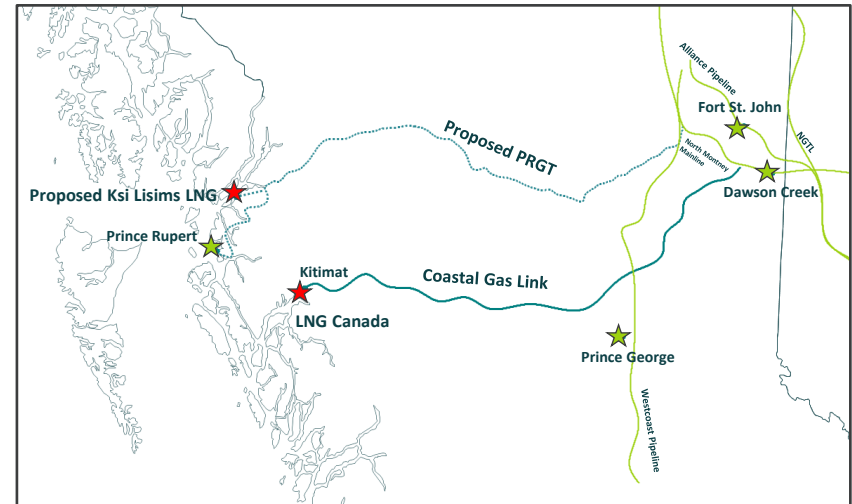 Alliance Pipeline
Fort St. John
Proposed PRGT
North Montney
Mainline
NGTL
Proposed Ksi Lisims LNG
Dawson Creek
Prince Rupert
Kitimat
Coastal Gas Link
LNG Canada
Prince George
Westcoast Pipeline